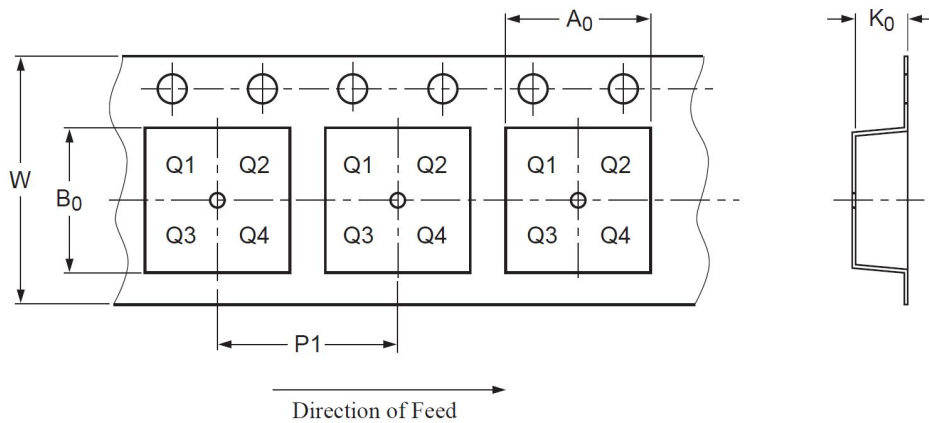 A0
K0
W
B0
Q1 Q2
Q3 Q4
Q1 Q2
Q3 Q4
Q1 Q2
Q3 Q4
P1
Direction of Feed